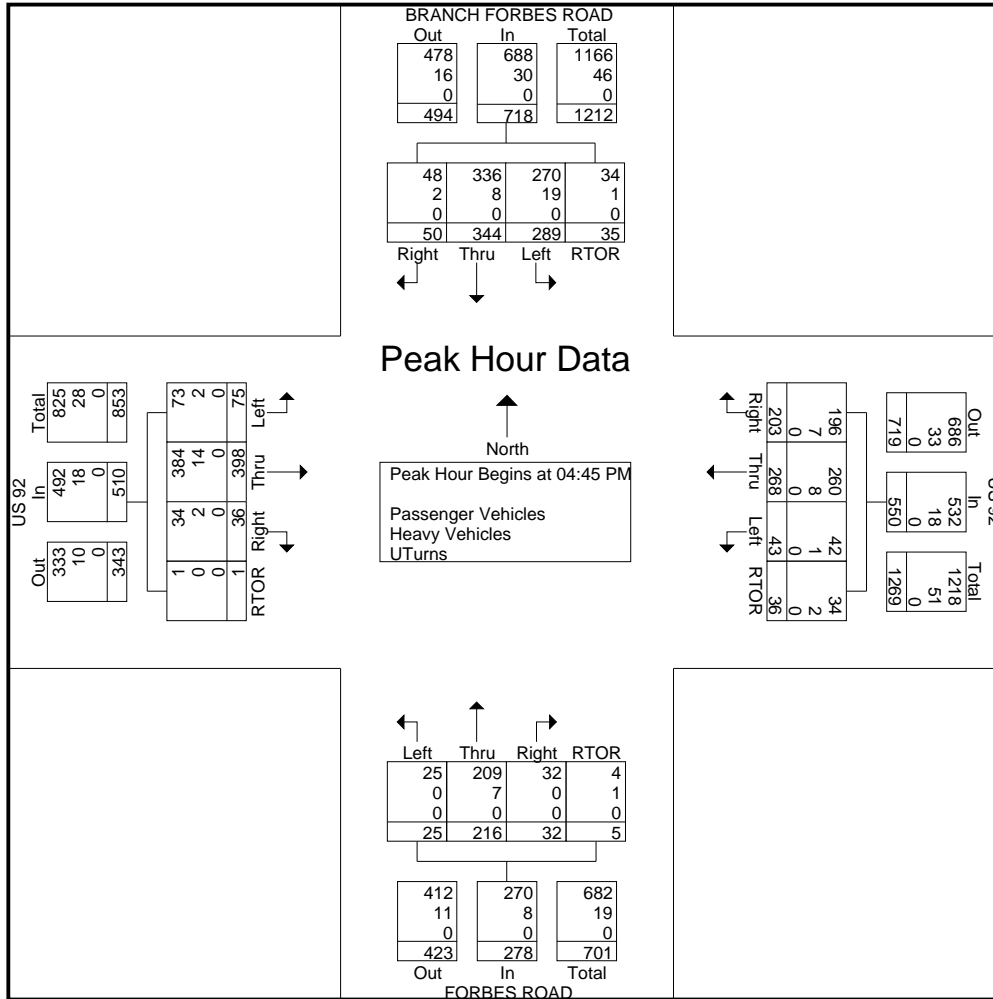 BRANCH FORBES ROAD
Out In Total
478 688 1166
16 30 46
0 0 0
494 718 1212
48 336 270 34
2 8 19 1
0 0 0 0
50 344 289 35
Right Thru Left RTOR
Peak Hour Data
North
Peak Hour Begins at 04:45 PM
Passenger Vehicles
Heavy Vehicles
UTurns
US 92
Total In Out
825 492 333
28 18 10
0 0 0
853 510 343
73 384 34 1
2 14 2 0
0 0 0 0
75 398 36 1
Left Thru Right RTOR
Right Thru Left RTOR
203 268 43 36
0 0 0 0
7 8 1 2
196 260 42 34
719 550 1269
0 0 0
33 18 51
686 532 1218
Out In Total
US 92
Left Thru Right RTOR
25 209 32 4
0 7 0 1
0 0 0 0
25 216 32 5
412 270 682
11 8 19
0 0 0
423 278 701
Out In Total
FORBES ROAD